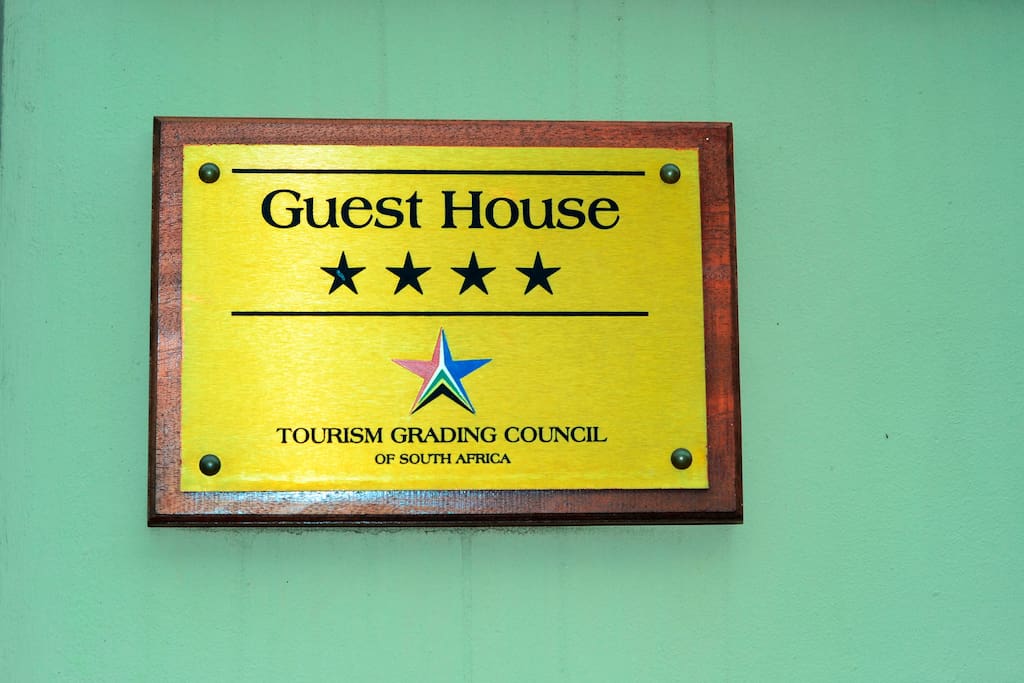 Guest House
★ ★ ★ ★
TOURISM GRADING COUNCIL
OF SOUTH AFRICA